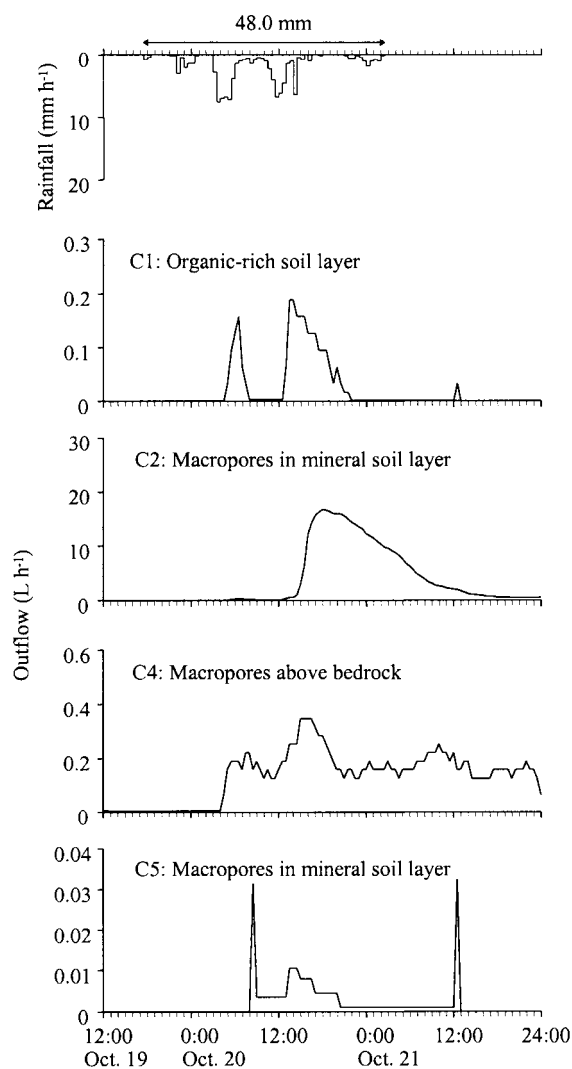 48.0 mm
0
10
20
Rainfall (mm h-1)
0.3
0.2
0.1
0
C1: Organic-rich soil layer
30
20
10
0
C2: Macropores in mineral soil layer
Outflow (L h-1)
0.6
0.4
0.2
0
C4: Macropores above bedrock
0.04
0.03
0.02
0.01
0
C5: Macropores in mineral soil layer
12:00 0:00 12:00 0:00 12:00 24:00
Oct. 19 Oct. 20 Oct. 21